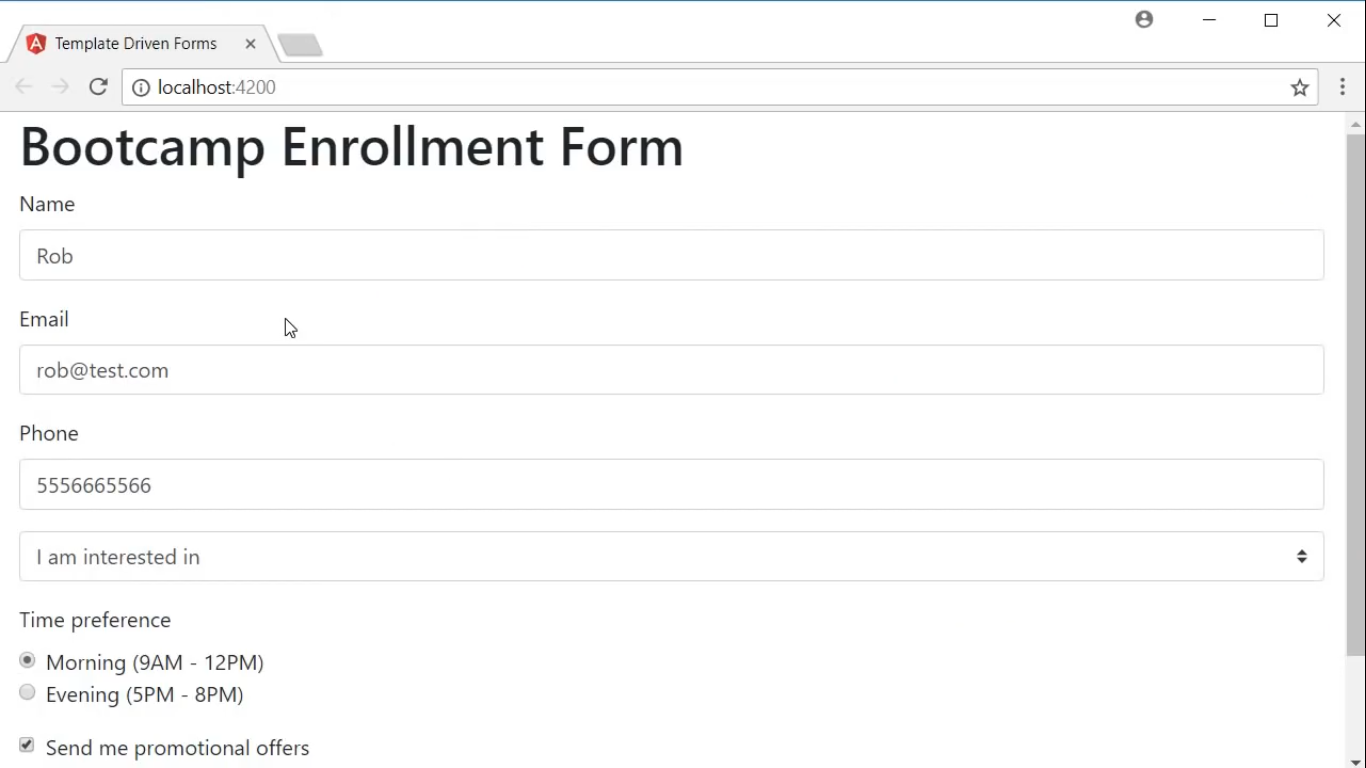 Template Driven Forms
localhost:4200
Bootcamp Enrollment Form
Name
Rob
Email
rob@test.com
Phone
5556665566
I am interested in
Time preference
Morning (9AM - 12PM)
Evening (5PM - 8PM)
Send me promotional offers